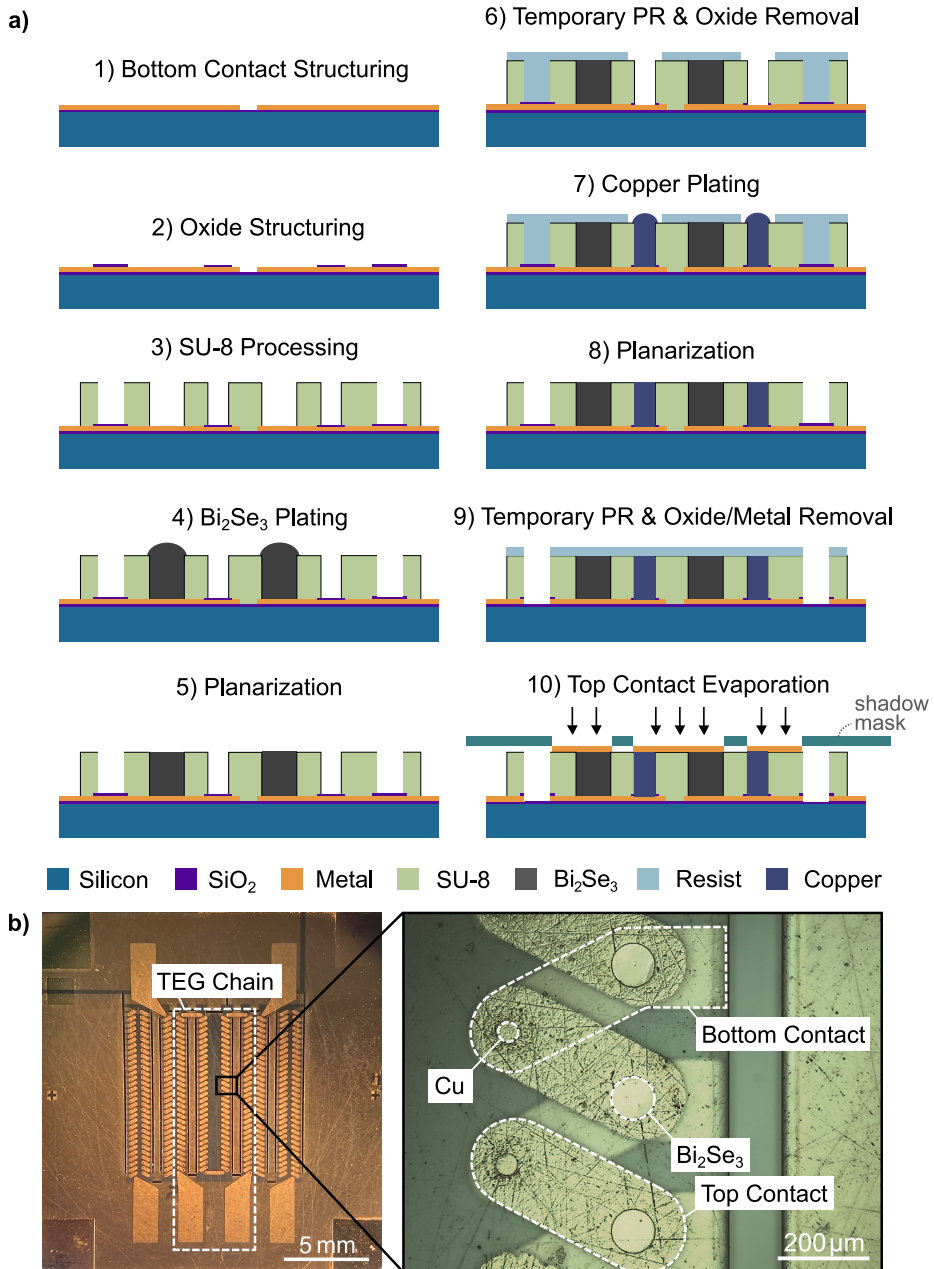 a)
1) Bottom Contact Structuring
2) Oxide Structuring
3) SU-8 Processing
4) Bi₂Se₃ Plating
5) Planarization
6) Temporary PR & Oxide Removal
7) Copper Plating
8) Planarization
9) Temporary PR & Oxide/Metal Removal
10) Top Contact Evaporation
shadow
mask
Silicon
SiO₂
Metal
SU-8
Bi₂Se₃
Resist
Copper
b)
TEG Chain
5 mm
Bottom Contact
Cu
Bi₂Se₃
Top Contact
200 µm